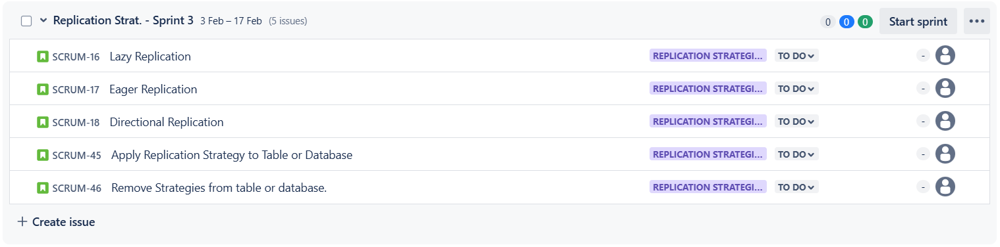 Replication Strat. - Sprint 3 3 Feb – 17 Feb (5 issues) 0 0 0 Start sprint
SCRUM-16 Lazy Replication REPLICATION STRATEGI... TO DO -
SCRUM-17 Eager Replication REPLICATION STRATEGI... TO DO -
SCRUM-18 Directional Replication REPLICATION STRATEGI... TO DO -
SCRUM-45 Apply Replication Strategy to Table or Database REPLICATION STRATEGI... TO DO -
SCRUM-46 Remove Strategies from table or database. REPLICATION STRATEGI... TO DO -
+ Create issue